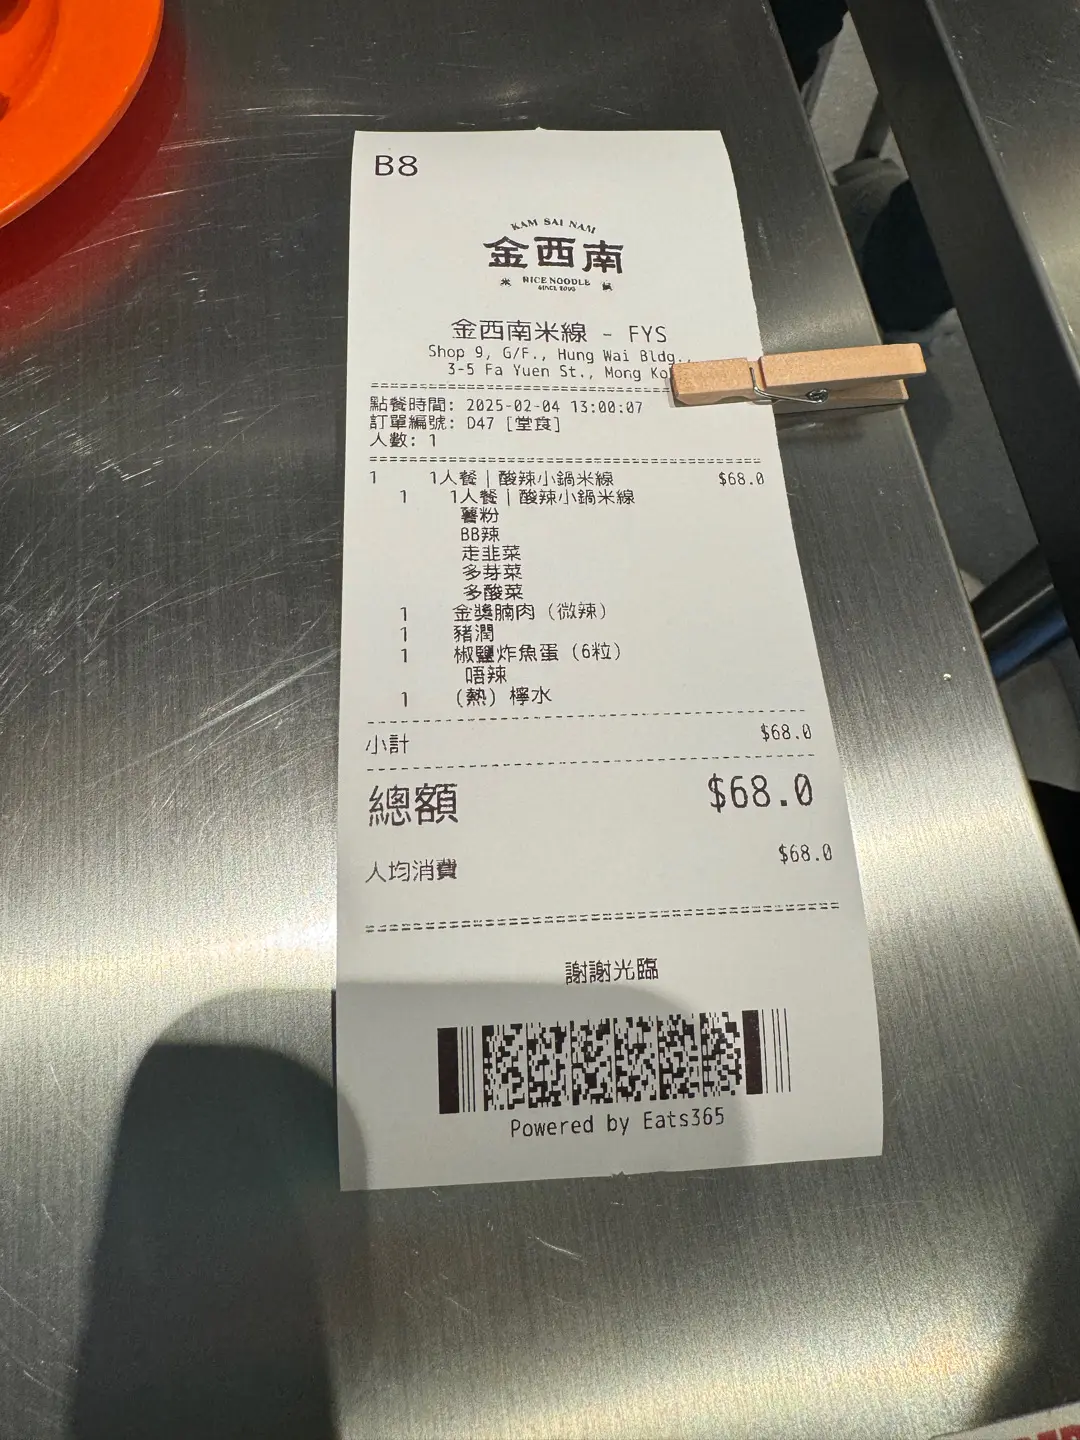 B8
KAM SAI NAM
金西南
米 RICE NOODLE 線
SINCE
金西南米線 - FYS
Shop 9, G/F., Hung Wai Bldg.,
3-5 Fa Yuen St., Mong Ko
點餐時間: 2025-02-04 13:00:07
訂單編號: D47 [堂食]
人數: 1
1 1人餐|酸辣小鍋米線 $68.0
1 1人餐|酸辣小鍋米線
薯粉
BB辣
走韭菜
多芽菜
多酸菜
1 金獎腩肉 (微辣)
1 豬潤
1 椒鹽炸魚蛋 (6粒)
唔辣
1 (熱) 檸水
小計 $68.0
總額 $68.0
人均消費 $68.0
謝謝光臨
Powered by Eats365